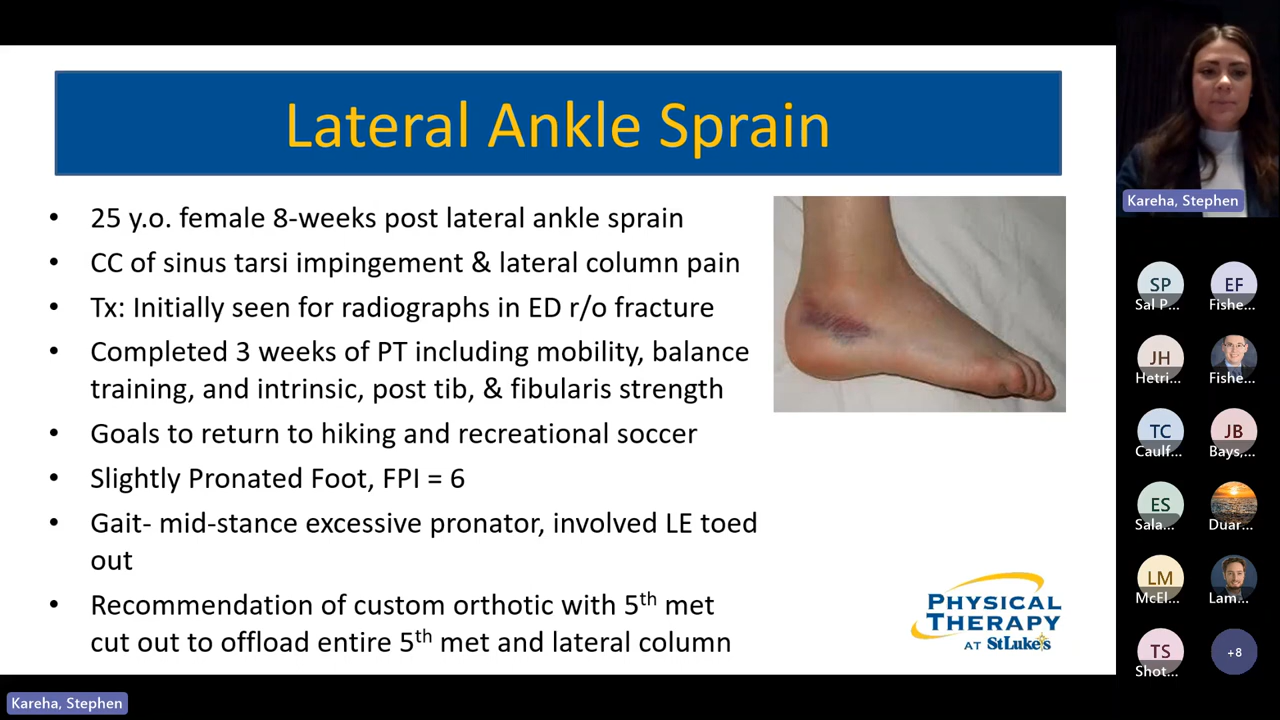 Lateral Ankle Sprain
• 25 y.o. female 8-weeks post lateral ankle sprain
• CC of sinus tarsi impingement & lateral column pain
• Tx: Initially seen for radiographs in ED r/o fracture
• Completed 3 weeks of PT including mobility, balance
training, and intrinsic, post tib, & fibularis strength
• Goals to return to hiking and recreational soccer
• Slightly Pronated Foot, FPI = 6
• Gait- mid-stance excessive pronator, involved LE toed
out
• Recommendation of custom orthotic with 5th met
cut out to offload entire 5th met and lateral column
PHYSICAL
THERAPY
AT StLuke's
Kareha, Stephen
Kareha, Stephen
SP
Sal P...
EF
Fishe...
JH
Hetri...
Fishe...
TC
Caulf...
JB
Bays,...
ES
Sala...
Duar...
LM
McEl...
Lam...
TS
Shot...
+8